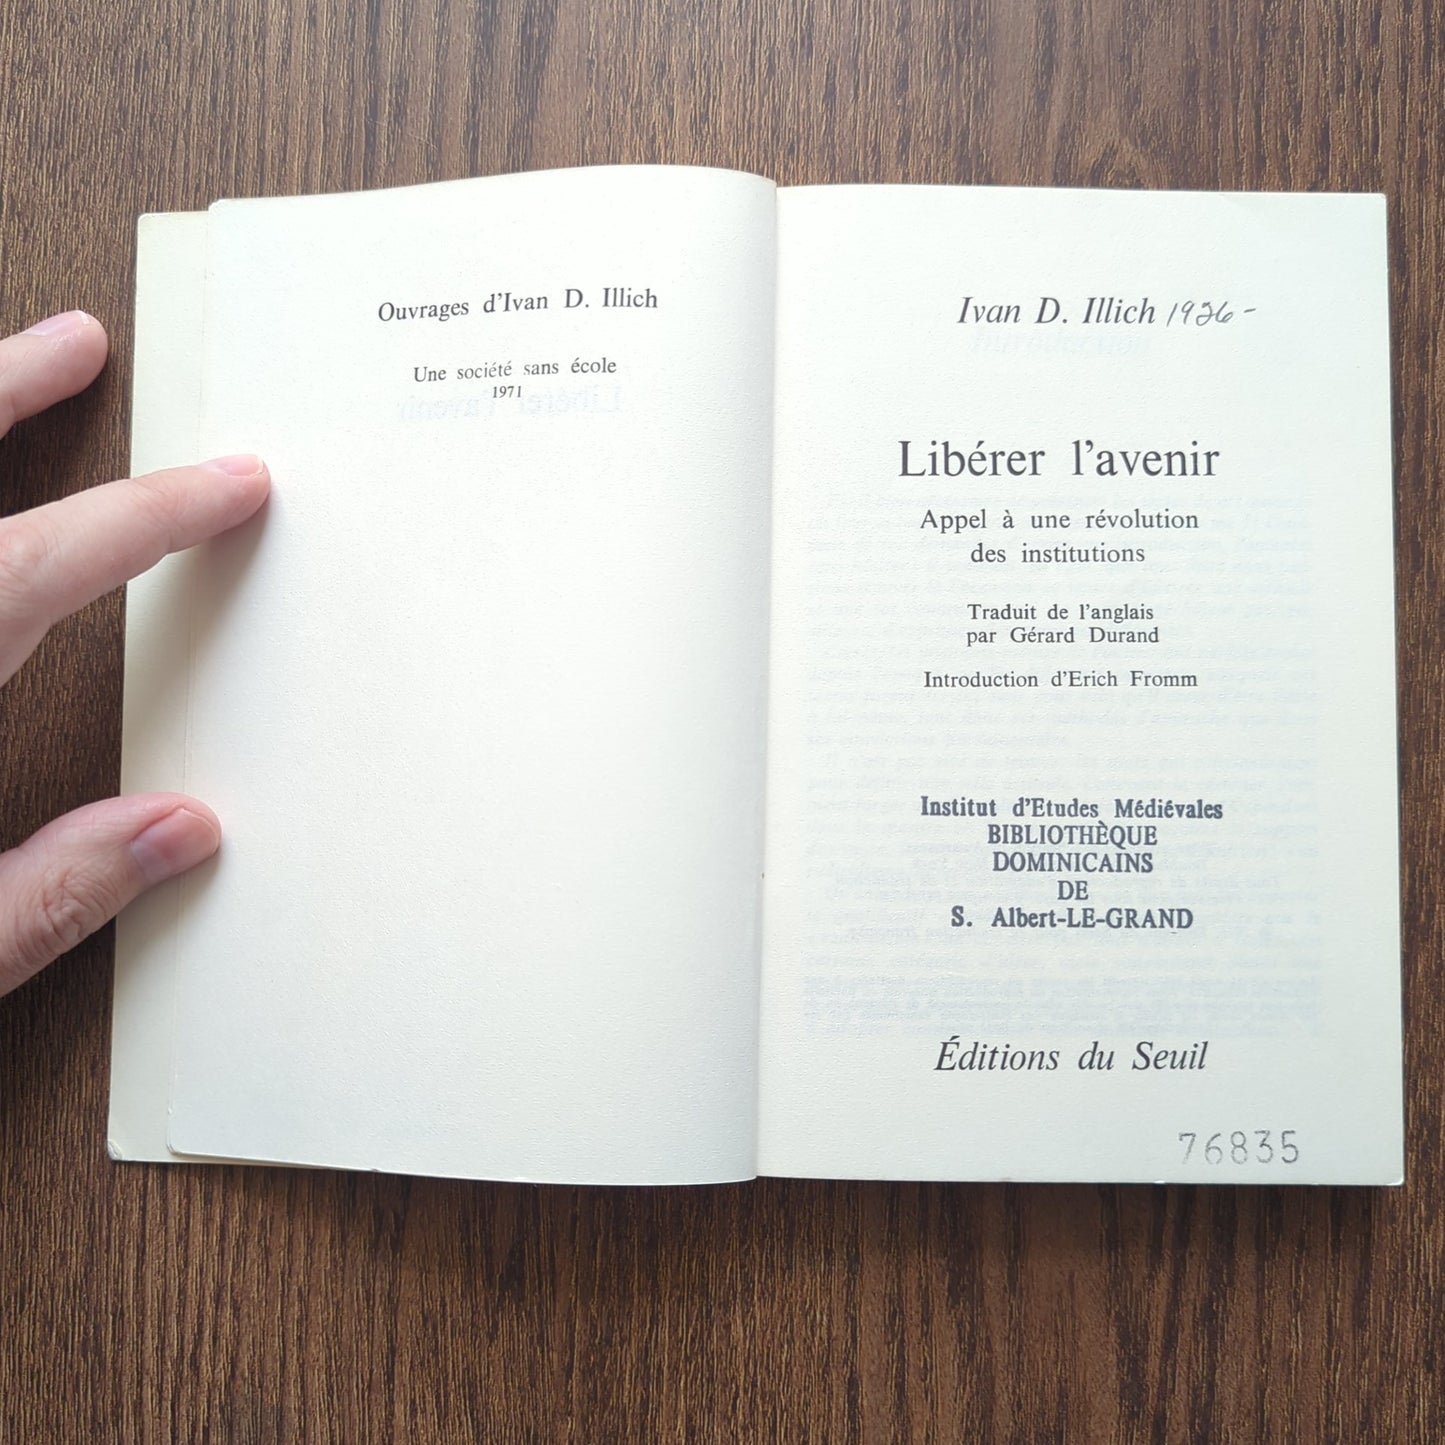 Ouvrages d'Ivan D. Illich
Une société sans école
1971
Ivan D. Illich 1926-
Libérer l'avenir
Appel à une révolution
des institutions
Traduit de l'anglais
par Gérard Durand
Introduction d'Erich Fromm
Institut d'Etudes Médiévales
BIBLIOTHÈQUE
DOMINICAINS
DE
S. Albert-LE-GRAND
Éditions du Seuil
76835